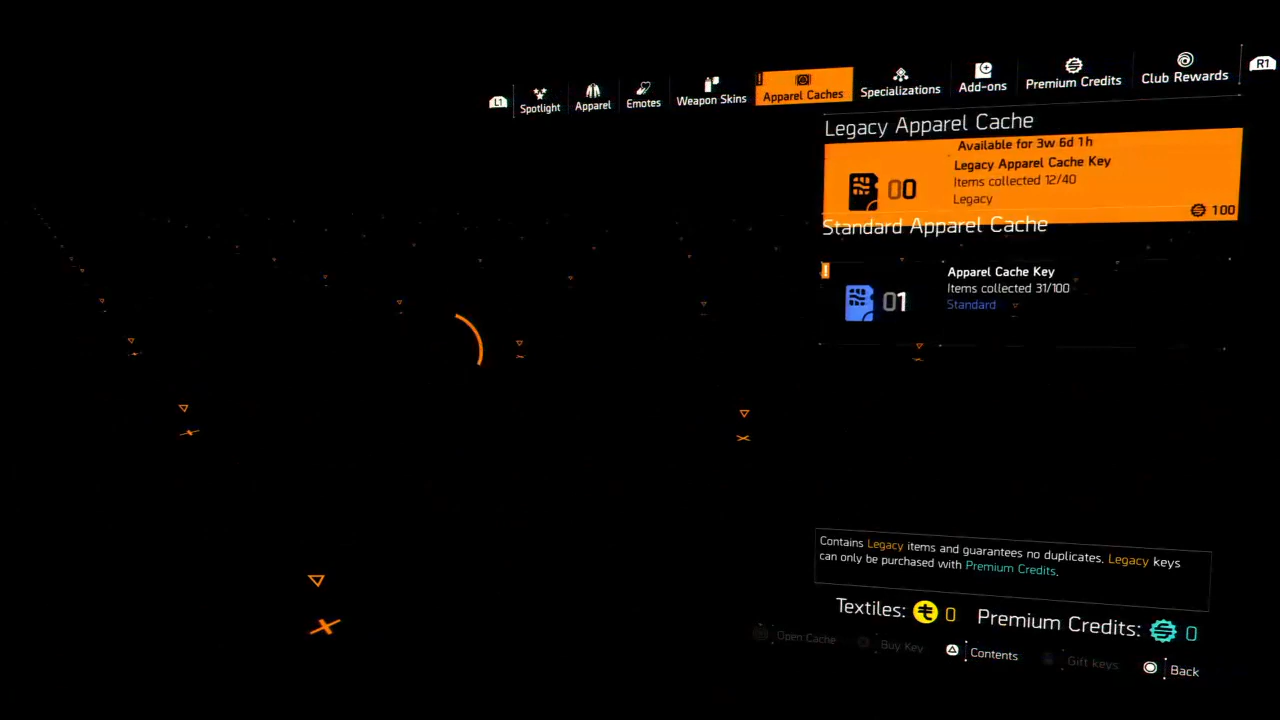 L1
Spotlight
Apparel
Emotes
Weapon Skins
Apparel Caches
Specializations
Add-ons
Premium Credits
Club Rewards
R1
Legacy Apparel Cache
Available for 3w 6d 1h
Legacy Apparel Cache Key
Items collected 12/40
Legacy
00
100
Standard Apparel Cache
Apparel Cache Key
Items collected 31/100
Standard
01
Contains Legacy items and guarantees no duplicates. Legacy keys
can only be purchased with Premium Credits.
Textiles: 0 Premium Credits: 0
Open Cache Buy Key Contents Gift keys Back